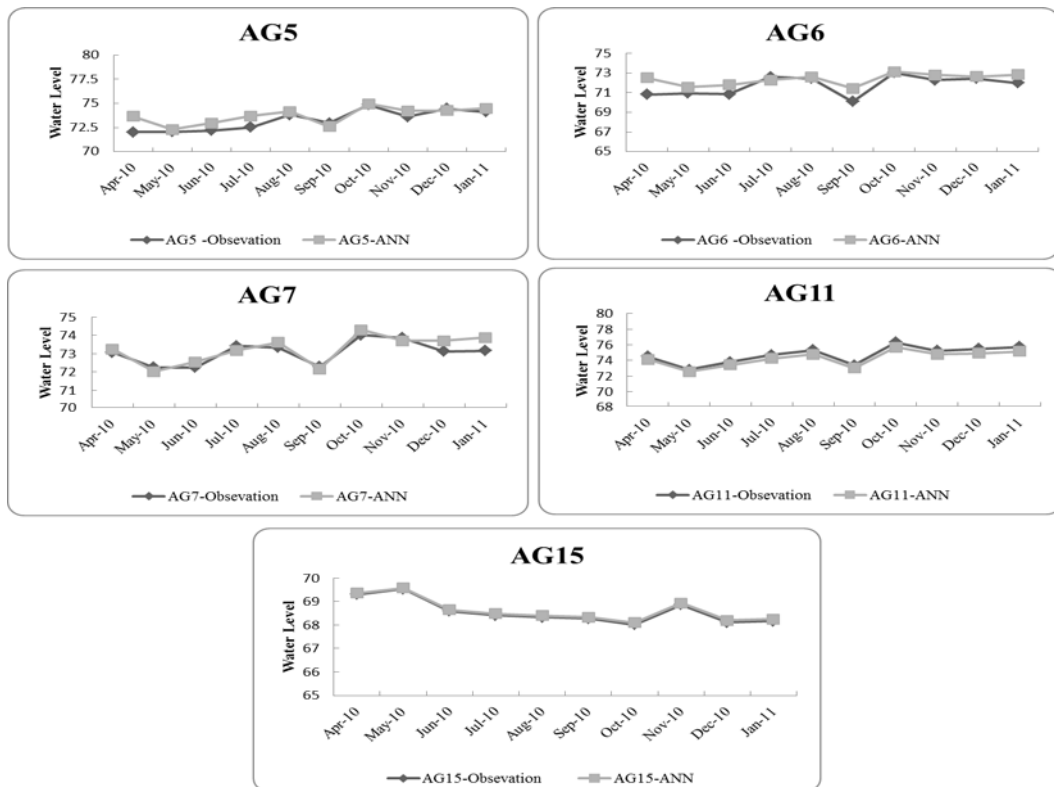 AG5
Water Level
80
77.5
75
72.5
70
Apr-10 May-10 Jun-10 Jul-10 Aug-10 Sep-10 Oct-10 Nov-10 Dec-10 Jan-11
AG5 -Obsevation AG5-ANN
AG6
Water Level
75
73
71
69
67
65
Apr-10 May-10 Jun-10 Jul-10 Aug-10 Sep-10 Oct-10 Nov-10 Dec-10 Jan-11
AG6 -Obsevation AG6-ANN
AG7
Water Level
75
74
73
72
71
70
Apr-10 May-10 Jun-10 Jul-10 Aug-10 Sep-10 Oct-10 Nov-10 Dec-10 Jan-11
AG7-Obsevation AG7-ANN
AG11
Water Level
80
78
76
74
72
70
68
Apr-10 May-10 Jun-10 Jul-10 Aug-10 Sep-10 Oct-10 Nov-10 Dec-10 Jan-11
AG11-Obsevation AG11-ANN
AG15
Water Level
70
69
68
67
66
65
Apr-10 May-10 Jun-10 Jul-10 Aug-10 Sep-10 Oct-10 Nov-10 Dec-10 Jan-11
AG15-Obsevation AG15-ANN